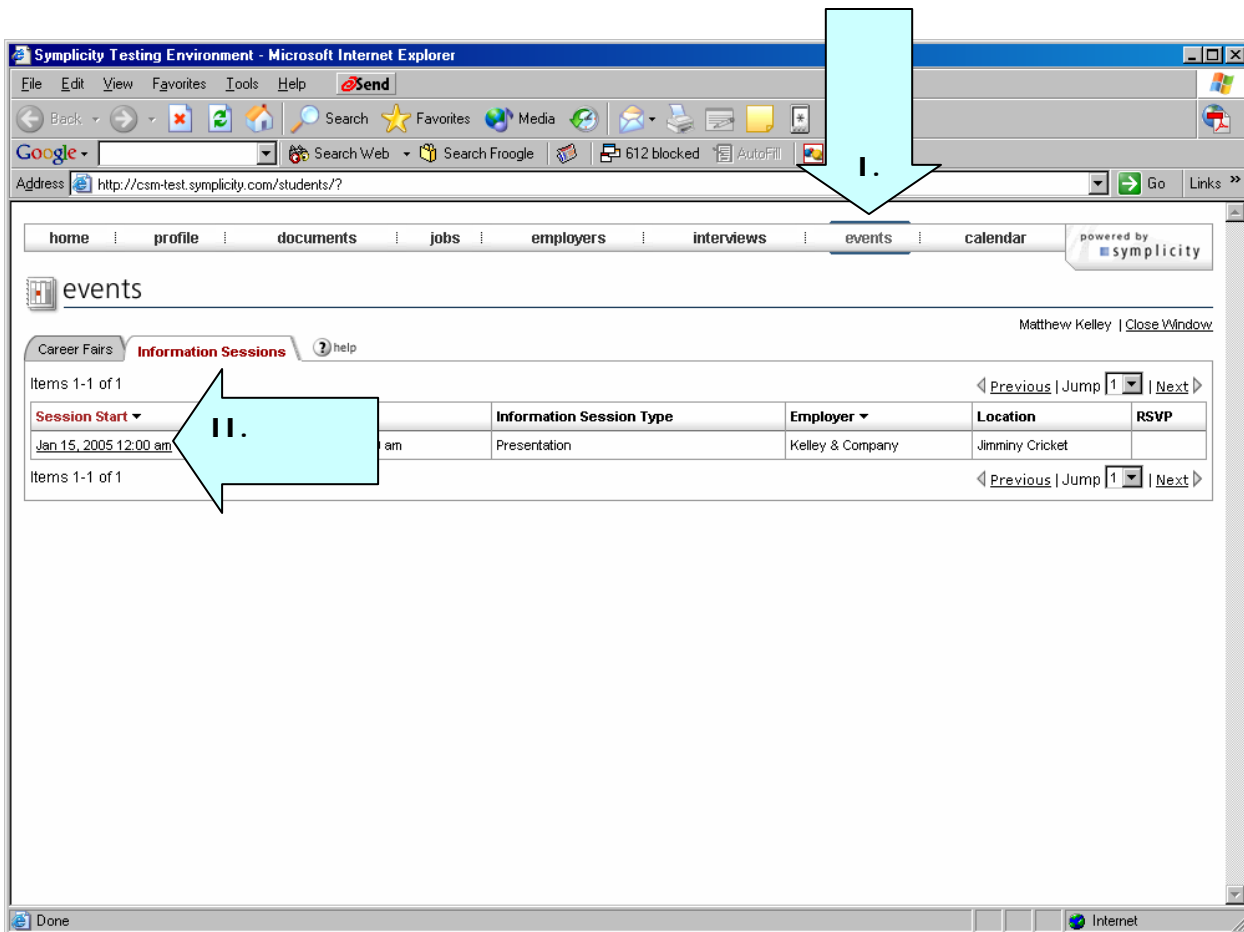 Symplicity Testing Environment - Microsoft Internet Explorer
File Edit View Favorites Tools Help eSend
Back Search Favorites Media
Google Search Web Search Froogle 612 blocked AutoFill
I.
Address http://csm-test.symplicity.com/students/? Go Links »
home profile documents jobs employers interviews events calendar powered by
symplicity
events
Matthew Kelley | Close Window
Career Fairs Information Sessions ? help
Items 1-1 of 1 Previous | Jump 1 | Next
Session Start Information Session Type Employer Location RSVP
II.
Jan 15, 2005 12:00 am am Presentation Kelley & Company Jimminy Cricket
Items 1-1 of 1 Previous | Jump 1 | Next
Done Internet